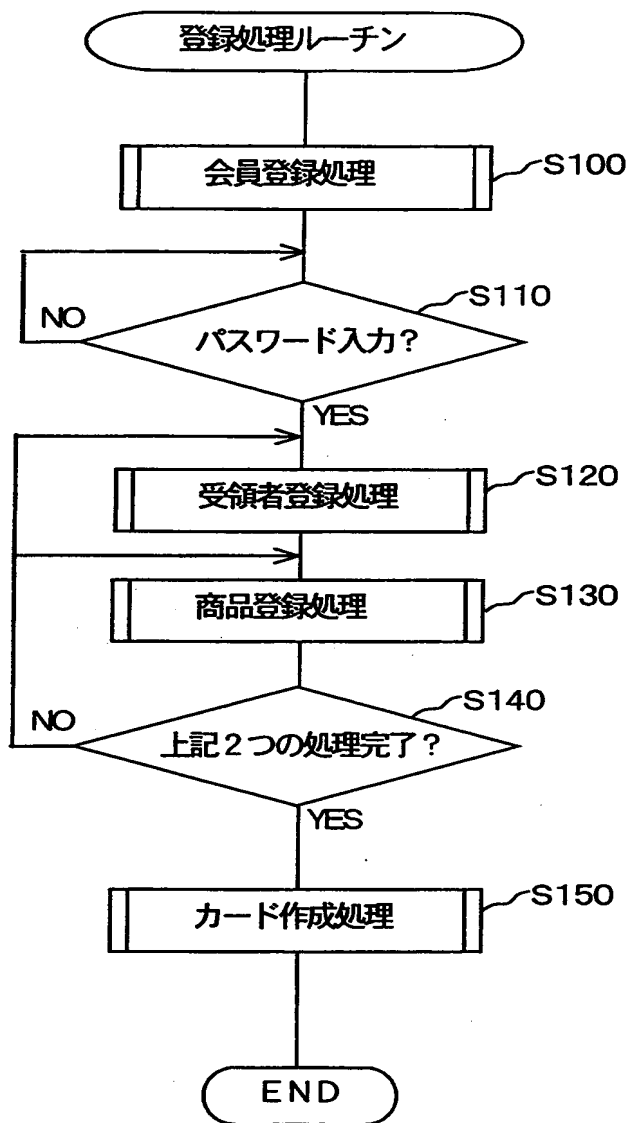 登録処理ルーチン
会員登録処理
S100
S110
NO
パスワード入力?
YES
受領者登録処理
S120
商品登録処理
S130
S140
NO
上記2つの処理完了?
YES
カード作成処理
S150
END